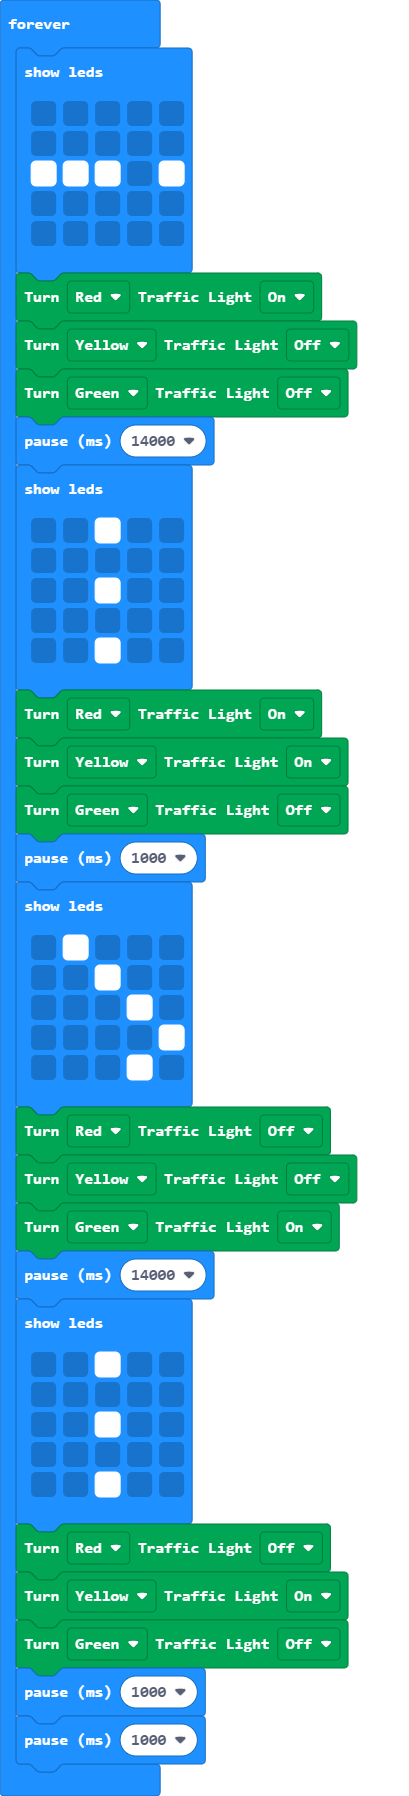 forever
show leds
Turn Red Traffic Light On
Turn Yellow Traffic Light Off
Turn Green Traffic Light Off
pause (ms) 14000
show leds
Turn Red Traffic Light On
Turn Yellow Traffic Light On
Turn Green Traffic Light Off
pause (ms) 1000
show leds
Turn Red Traffic Light Off
Turn Yellow Traffic Light Off
Turn Green Traffic Light On
pause (ms) 14000
show leds
Turn Red Traffic Light Off
Turn Yellow Traffic Light On
Turn Green Traffic Light Off
pause (ms) 1000
pause (ms) 1000